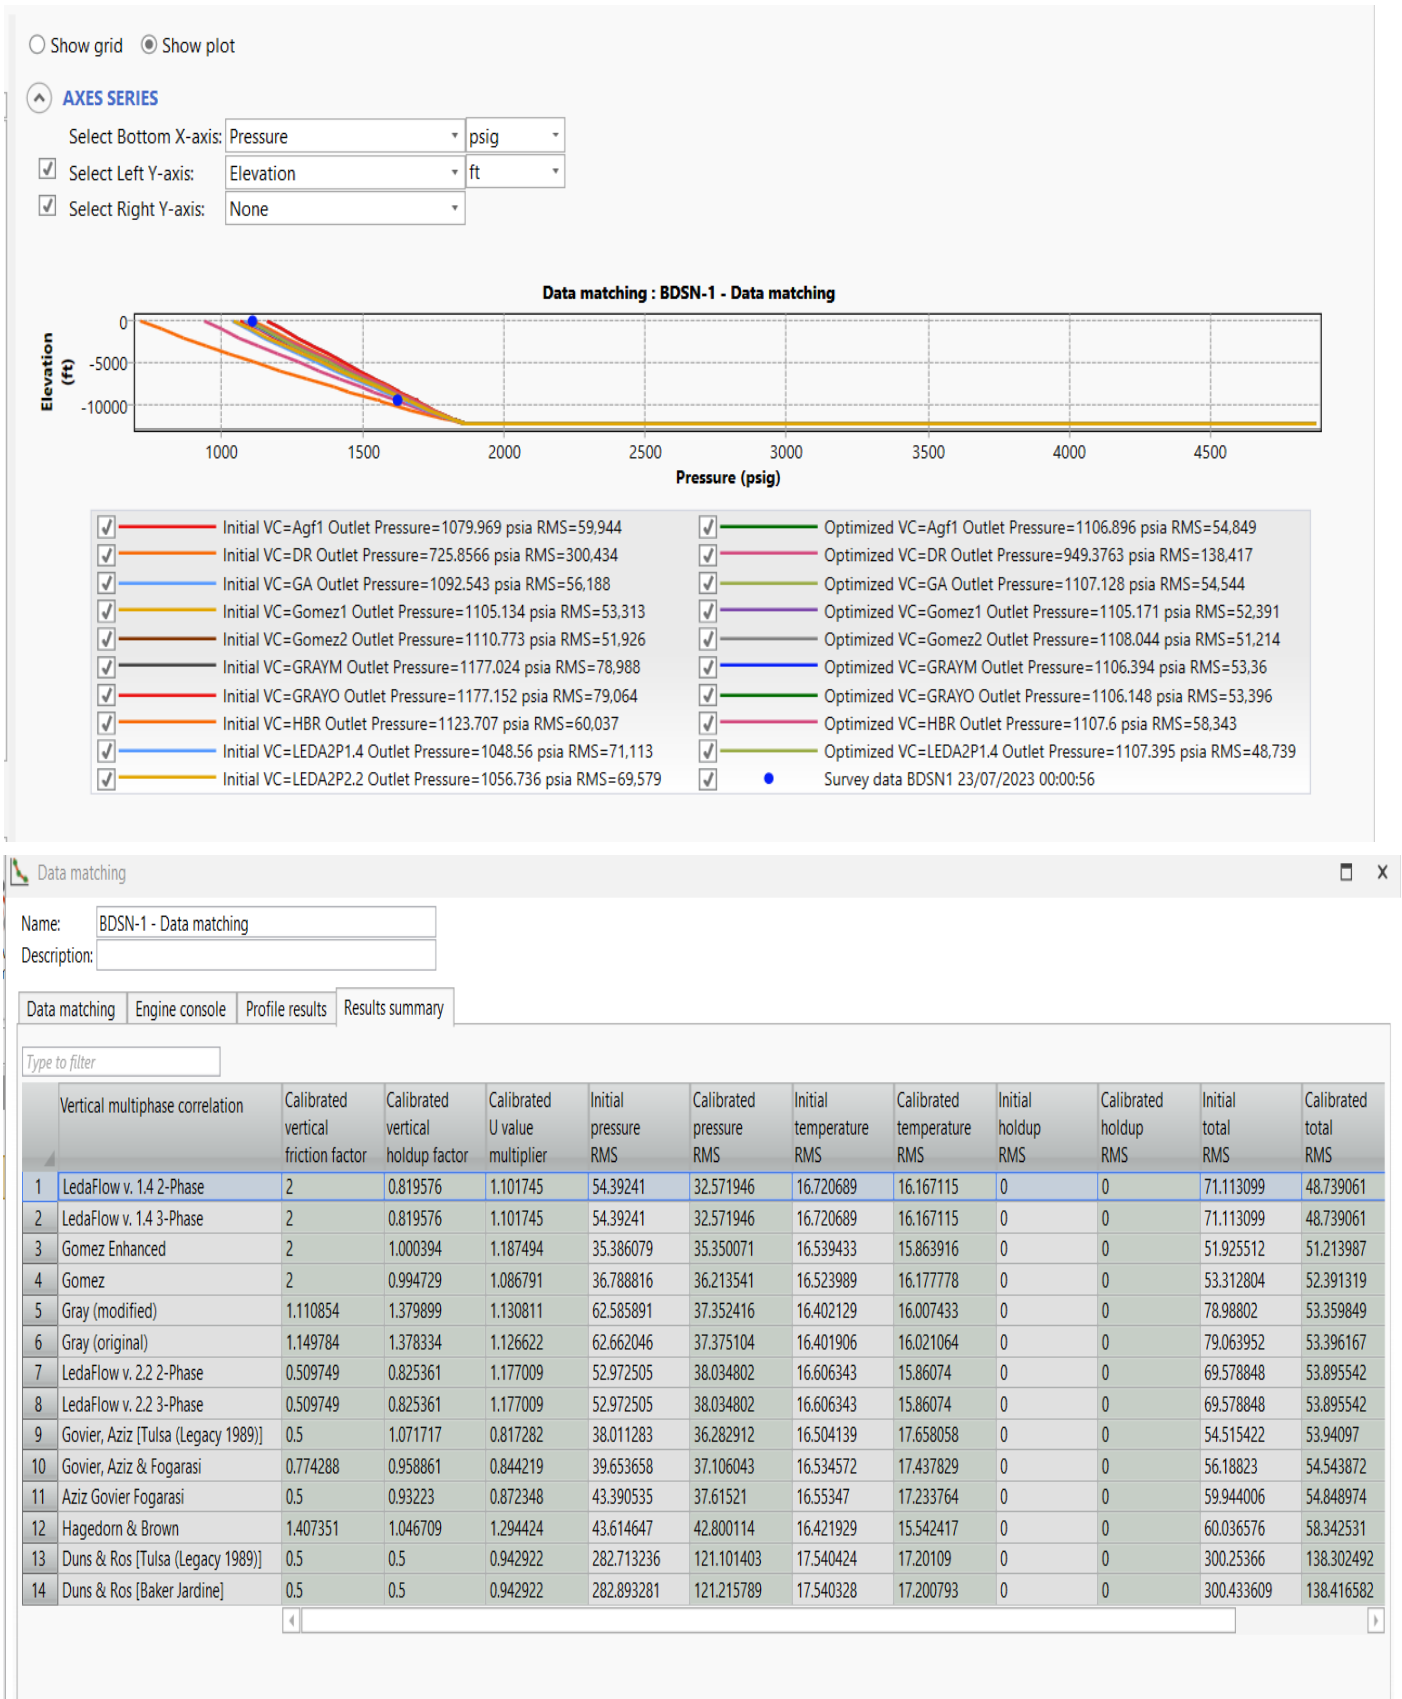 Show grid Show plot
AXES SERIES
Select Bottom X-axis: Pressure psig
Select Left Y-axis: Elevation ft
Select Right Y-axis: None
Data matching : BDSN-1 - Data matching
Elevation (ft)
0
-5000
-10000
1000 1500 2000 2500 3000 3500 4000 4500
Pressure (psig)
Initial VC=Agf1 Outlet Pressure=1079.969 psia RMS=59,944 Optimized VC=Agf1 Outlet Pressure=1106.896 psia RMS=54,849
Initial VC=DR Outlet Pressure=725.8566 psia RMS=300,434 Optimized VC=DR Outlet Pressure=949.3763 psia RMS=138,417
Initial VC=GA Outlet Pressure=1092.543 psia RMS=56,188 Optimized VC=GA Outlet Pressure=1107.128 psia RMS=54,544
Initial VC=Gomez1 Outlet Pressure=1105.134 psia RMS=53,313 Optimized VC=Gomez1 Outlet Pressure=1105.171 psia RMS=52,391
Initial VC=Gomez2 Outlet Pressure=1110.773 psia RMS=51,926 Optimized VC=Gomez2 Outlet Pressure=1108.044 psia RMS=51,214
Initial VC=GRAYM Outlet Pressure=1177.024 psia RMS=78,988 Optimized VC=GRAYM Outlet Pressure=1106.394 psia RMS=53,36
Initial VC=GRAYO Outlet Pressure=1177.152 psia RMS=79,064 Optimized VC=GRAYO Outlet Pressure=1106.148 psia RMS=53,396
Initial VC=HBR Outlet Pressure=1123.707 psia RMS=60,037 Optimized VC=HBR Outlet Pressure=1107.6 psia RMS=58,343
Initial VC=LEDA2P1.4 Outlet Pressure=1048.56 psia RMS=71,113 Optimized VC=LEDA2P1.4 Outlet Pressure=1107.395 psia RMS=48,739
Initial VC=LEDA2P2.2 Outlet Pressure=1056.736 psia RMS=69,579 Survey data BDSN1 23/07/2023 00:00:56
Data matching X
Name: BDSN-1 - Data matching
Description:
Data matching Engine console Profile results Results summary
Type to filter
Vertical multiphase correlation Calibrated vertical friction factor Calibrated vertical holdup factor Calibrated U value multiplier Initial pressure RMS Calibrated pressure RMS Initial temperature RMS Calibrated temperature RMS Initial holdup RMS Calibrated holdup RMS Initial total RMS Calibrated total RMS
1 LedaFlow v. 1.4 2-Phase 2 0.819576 1.101745 54.39241 32.571946 16.720689 16.167115 0 0 71.113099 48.739061
2 LedaFlow v. 1.4 3-Phase 2 0.819576 1.101745 54.39241 32.571946 16.720689 16.167115 0 0 71.113099 48.739061
3 Gomez Enhanced 2 1.000394 1.187494 35.386079 35.350071 16.539433 15.863916 0 0 51.925512 51.213987
4 Gomez 2 0.994729 1.086791 36.788816 36.213541 16.523989 16.177778 0 0 53.312804 52.391319
5 Gray (modified) 1.110854 1.379899 1.130811 62.585891 37.352416 16.402129 16.007433 0 0 78.98802 53.359849
6 Gray (original) 1.149784 1.378334 1.126622 62.662046 37.375104 16.401906 16.021064 0 0 79.063952 53.396167
7 LedaFlow v. 2.2 2-Phase 0.509749 0.825361 1.177009 52.972505 38.034802 16.606343 15.86074 0 0 69.578848 53.895542
8 LedaFlow v. 2.2 3-Phase 0.509749 0.825361 1.177009 52.972505 38.034802 16.606343 15.86074 0 0 69.578848 53.895542
9 Govier, Aziz [Tulsa (Legacy 1989)] 0.5 1.071717 0.817282 38.011283 36.282912 16.504139 17.658058 0 0 54.515422 53.94097
10 Govier, Aziz & Fogarasi 0.774288 0.958861 0.844219 39.653658 37.106043 16.534572 17.437829 0 0 56.18823 54.543872
11 Aziz Govier Fogarasi 0.5 0.93223 0.872348 43.390535 37.61521 16.55347 17.233764 0 0 59.944006 54.848974
12 Hagedorn & Brown 1.407351 1.046709 1.294424 43.614647 42.800114 16.421929 15.542417 0 0 60.036576 58.342531
13 Duns & Ros [Tulsa (Legacy 1989)] 0.5 0.5 0.942922 282.713236 121.101403 17.540424 17.20109 0 0 300.25366 138.302492
14 Duns & Ros [Baker Jardine] 0.5 0.5 0.942922 282.893281 121.215789 17.540328 17.200793 0 0 300.433609 138.416582